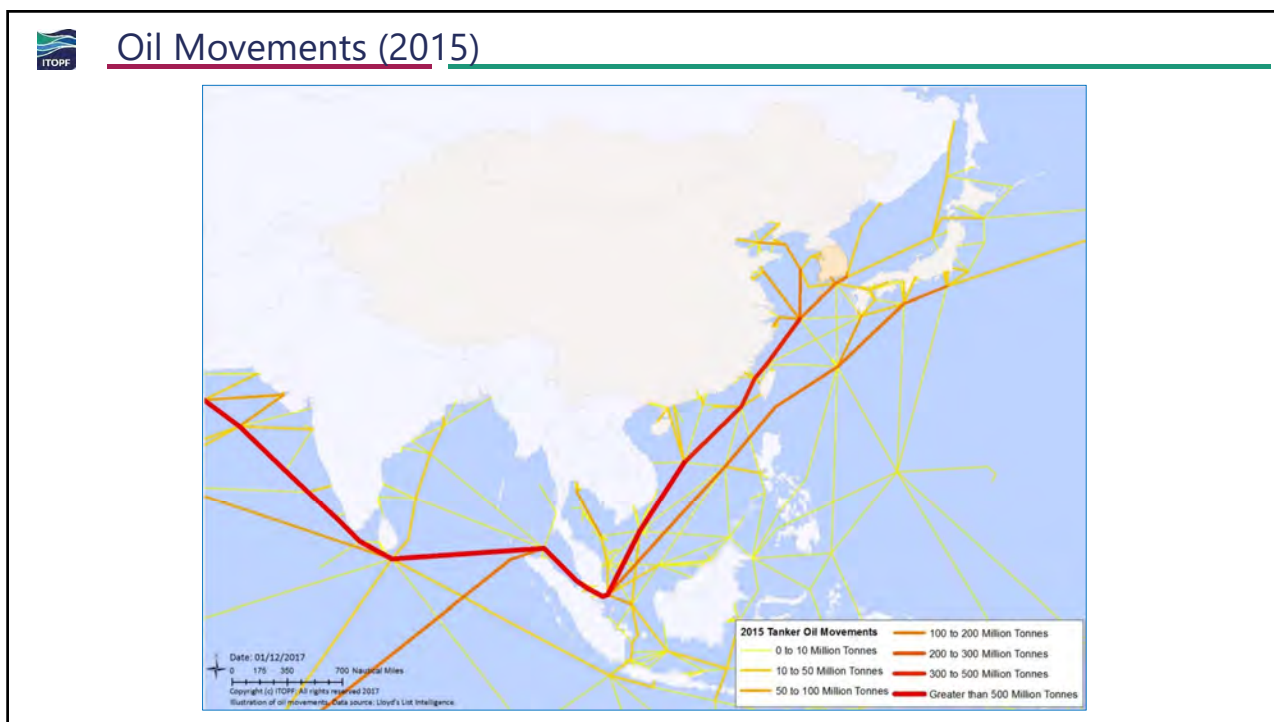 ITOPF
Oil Movements (2015)
Date: 01/12/2017
0 175 350 700 Nautical Miles
Copyright (c) ITOPF. All rights reserved 2017
Illustration of oil movements. Data source: Lloyd's List Intelligence.
2015 Tanker Oil Movements
0 to 10 Million Tonnes
10 to 50 Million Tonnes
50 to 100 Million Tonnes
100 to 200 Million Tonnes
200 to 300 Million Tonnes
300 to 500 Million Tonnes
Greater than 500 Million Tonnes